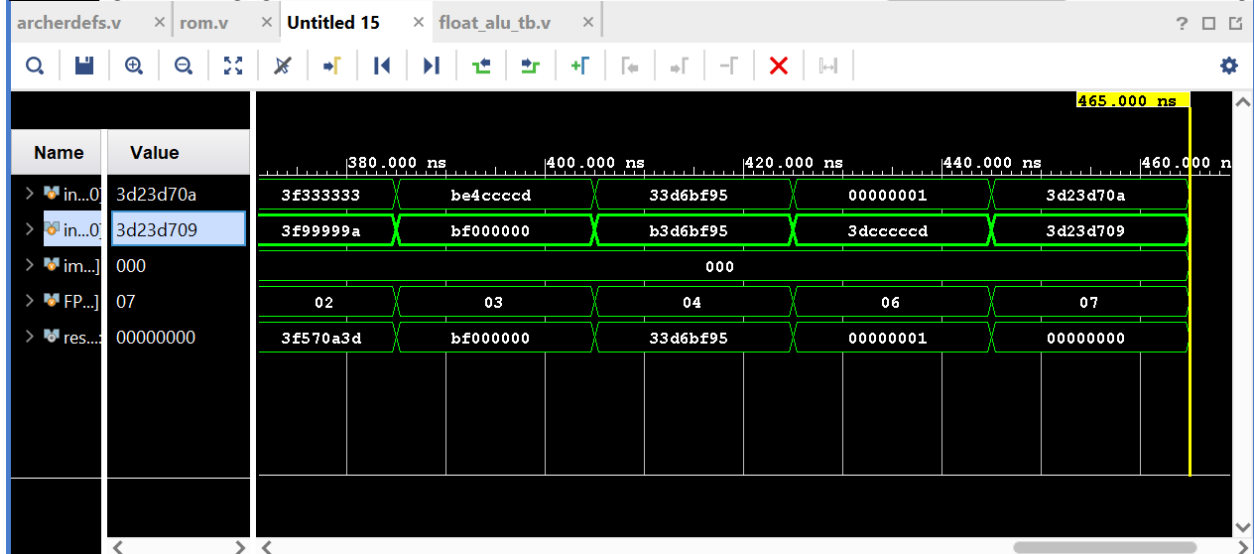 archerdefs.v × rom.v × Untitled 15 × float_alu_tb.v × ?
465.000 ns
Name Value
380.000 ns 400.000 ns 420.000 ns 440.000 ns 460.000 n
> in...0] 3d23d70a 3f333333 be4ccccd 33d6bf95 00000001 3d23d70a
> in...0] 3d23d709 3f99999a bf000000 b3d6bf95 3dcccccd 3d23d709
> im...] 000 000
> FP...] 07 02 03 04 06 07
> res...: 00000000 3f570a3d bf000000 33d6bf95 00000001 00000000